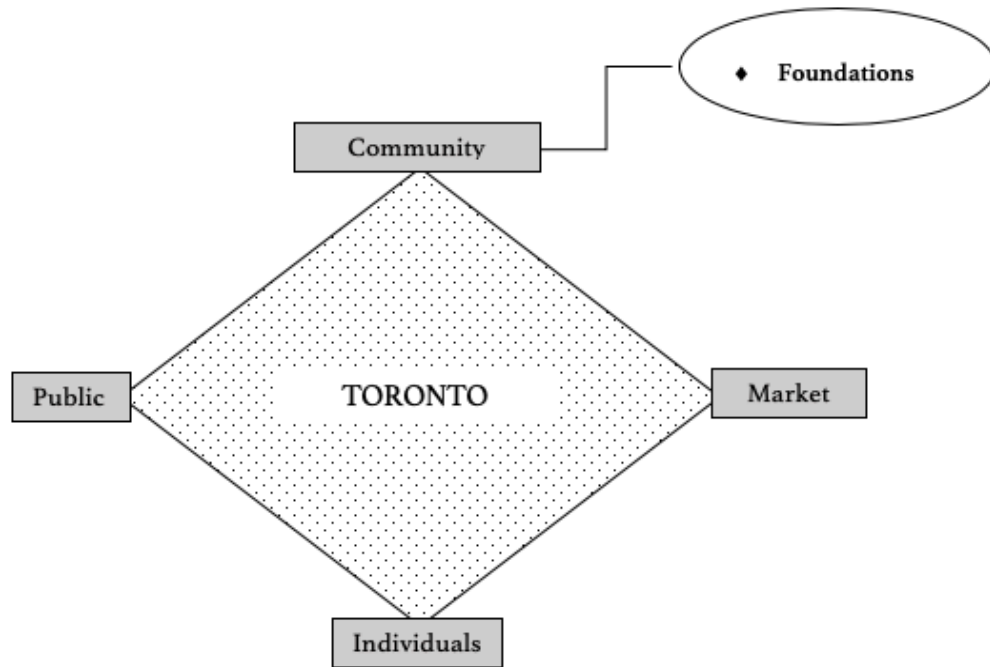 ♦ Foundations
Community
Public
TORONTO
Market
Individuals